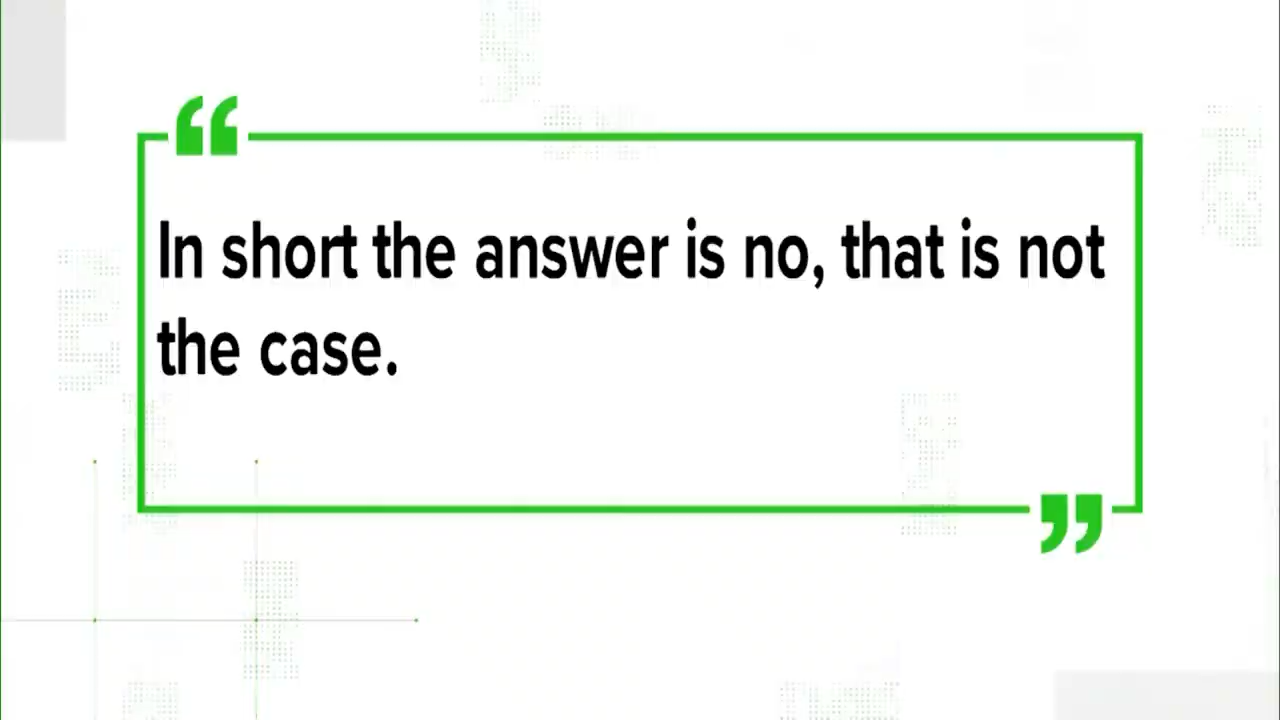 “
In short the answer is no, that is not
the case.
”